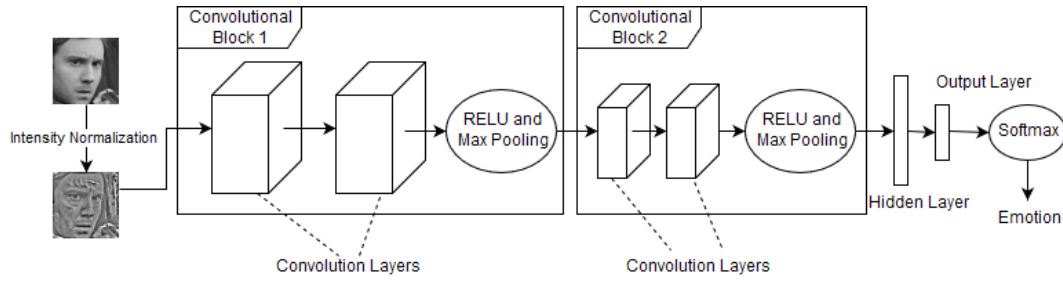 Convolutional
Block 1
Convolutional
Block 2
Intensity Normalization
RELU and
Max Pooling
RELU and
Max Pooling
Output Layer
Softmax
Hidden Layer
Emotion
Convolution Layers
Convolution Layers